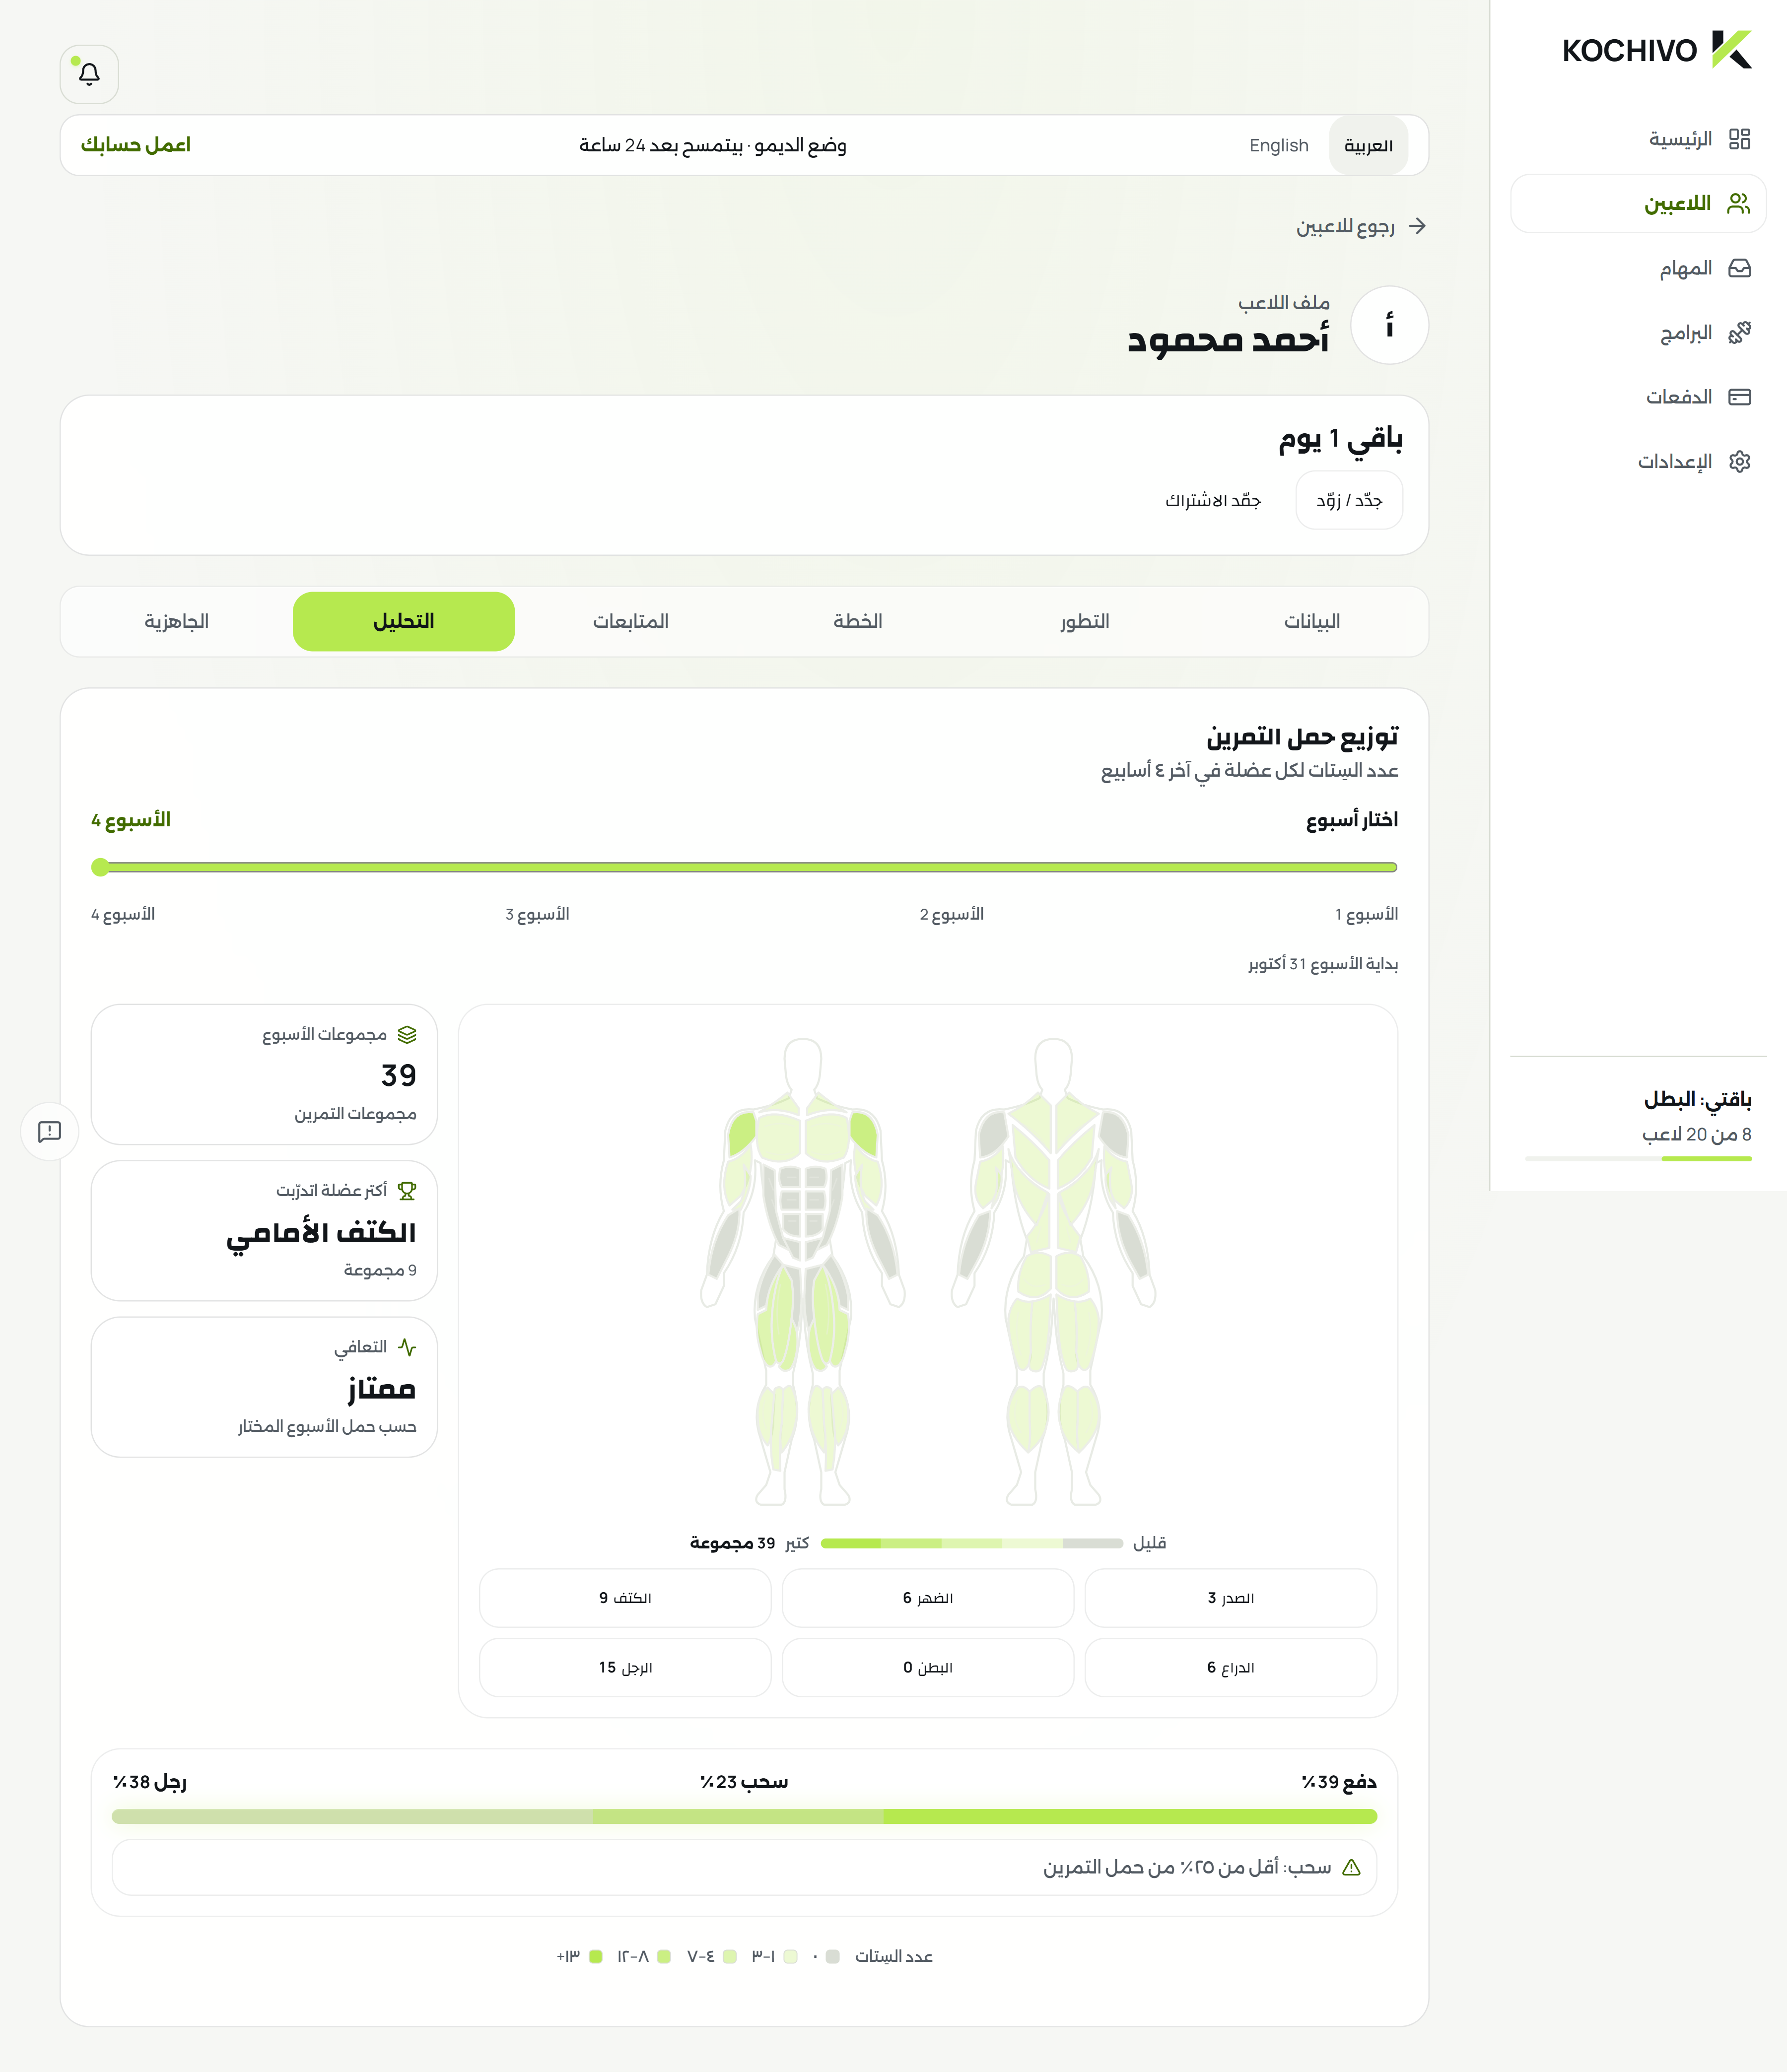 KOCHIVO
الرئيسية
اللاعبين
المهام
البرامج
الدفعات
الإعدادات
باقتي: البطل
8 من 20 لاعب
العربية
English
وضع الديمو · بيتمسح بعد 24 ساعة
اعمل حسابك
رجوع للاعبين
أ
ملف اللاعب
أحمد محمود
باقي 1 يوم
جدّد / زوّد
جمّد الاشتراك
البيانات
التطور
الخطة
المتابعات
التحليل
الجاهزية
توزيع حمل التمرين
عدد السِتات لكل عضلة في آخر ٤ أسابيع
اختار أسبوع
الأسبوع 4
الأسبوع 1
الأسبوع 2
الأسبوع 3
الأسبوع 4
بداية الأسبوع 31 أكتوبر
قليل
كتير
39 مجموعة
الصدر 3
الضهر 6
الكتف 9
الدراع 6
البطن 0
الرجل 15
مجموعات الأسبوع
39
مجموعات التمرين
أكتر عضلة اتدرّبت
الكتف الأمامي
9 مجموعة
التعافي
ممتاز
حسب حمل الأسبوع المختار
دفع 39٪
سحب 23٪
رجل 38٪
سحب: أقل من ٢٥٪ من حمل التمرين
عدد السِتات
٠
١–٣
٤–٧
٨–١٢
١٣+